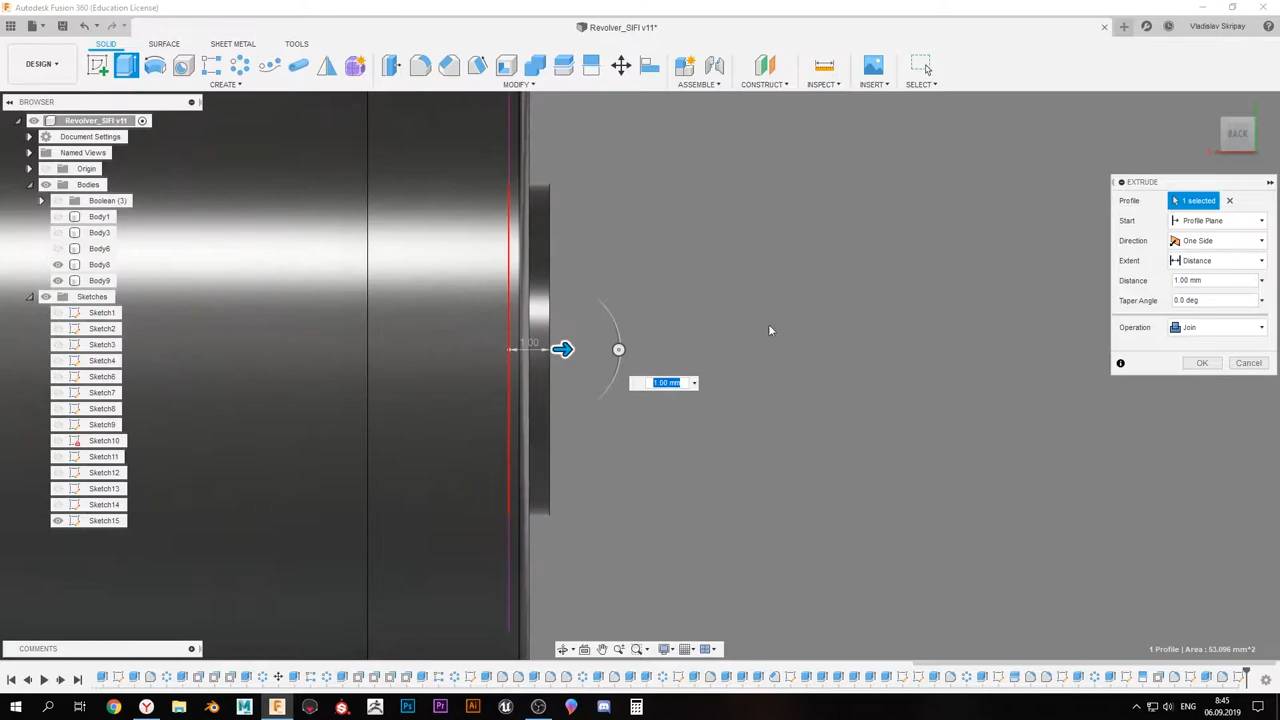 Autodesk Fusion 360 (Education License)
Revolver_SIFI v11*
Vladislav Skripay
SOLID
SURFACE
SHEET METAL
TOOLS
DESIGN
CREATE
MODIFY
ASSEMBLE
CONSTRUCT
INSPECT
INSERT
SELECT
BROWSER
Revolver_SIFI v11
Document Settings
Named Views
Origin
Bodies
Boolean (3)
Body1
Body3
Body6
Body8
Body9
Sketches
Sketch1
Sketch2
Sketch3
Sketch4
Sketch6
Sketch7
Sketch8
Sketch9
Sketch10
Sketch11
Sketch12
Sketch13
Sketch14
Sketch15
1.00
1.00 mm
BACK
EXTRUDE
Profile 1 selected
Start Profile Plane
Direction One Side
Extent Distance
Distance 1.00 mm
Taper Angle 0.0 deg
Operation Join
OK Cancel
COMMENTS
1 Profile | Area : 53.096 mm^2
ENG
8:45
06.09.2019